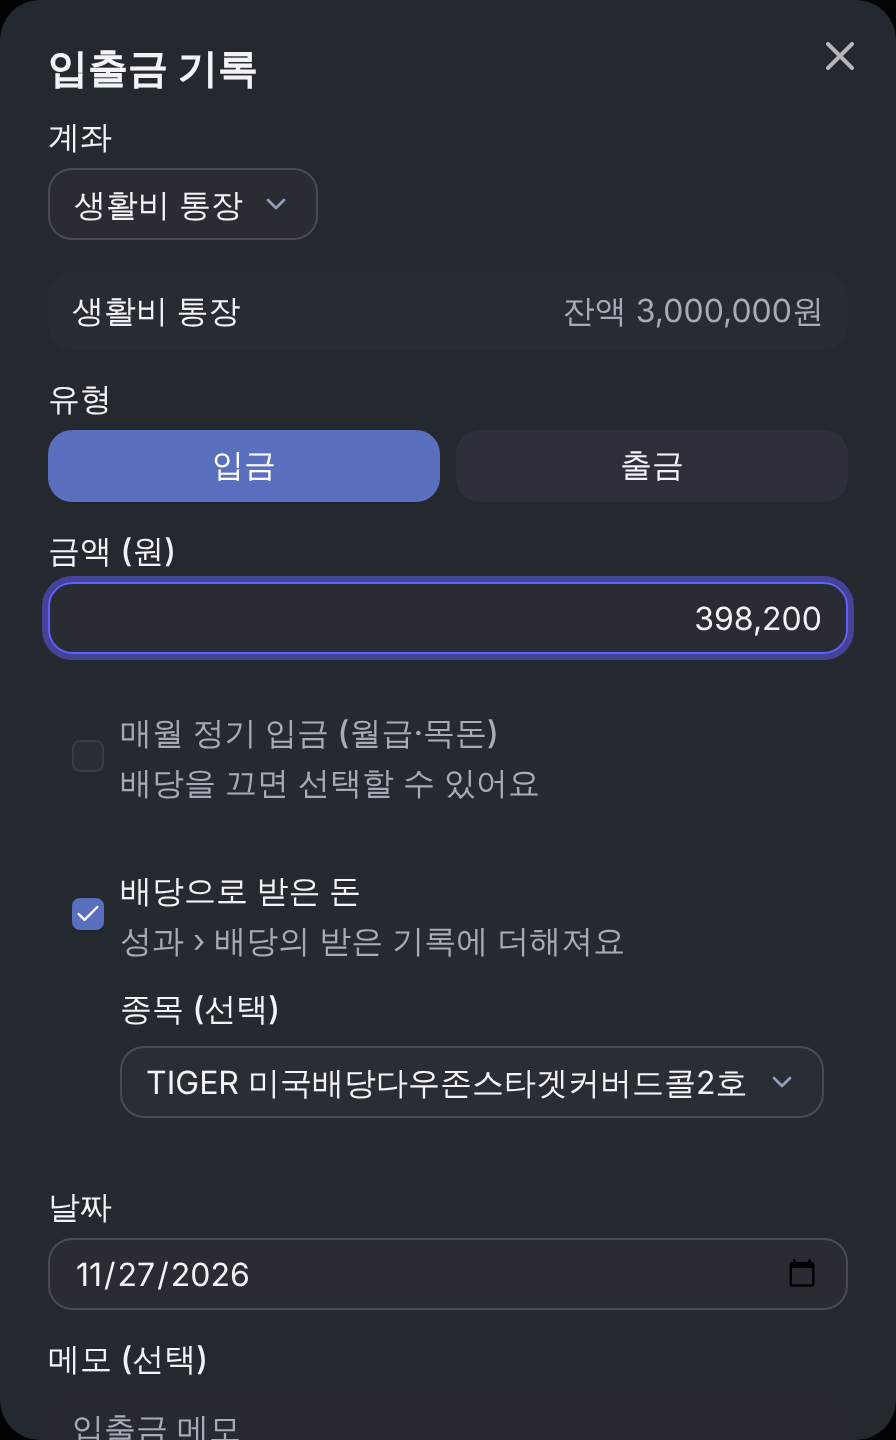 입출금 기록
계좌
생활비 통장
생활비 통장 잔액 3,000,000원
유형
입금 출금
금액 (원)
398,200
매월 정기 입금 (월급·목돈)
배당을 끄면 선택할 수 있어요
배당으로 받은 돈
성과 › 배당의 받은 기록에 더해져요
종목 (선택)
TIGER 미국배당다우존스타겟커버드콜2호
날짜
11/27/2026
메모 (선택)
입출금 메모